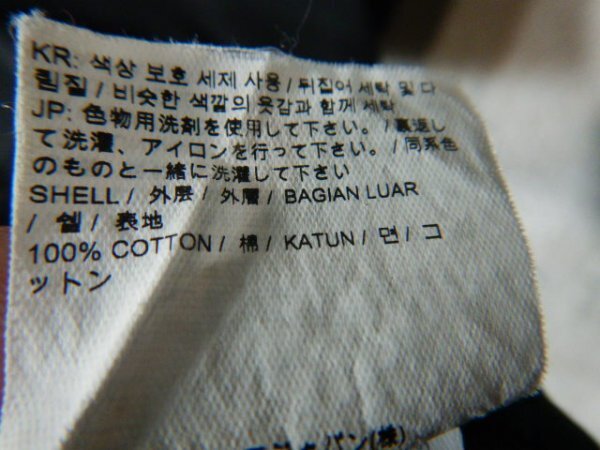 KR: 색상 보호 세제 사용 / 뒤집어 세탁 및 다
림질 / 비슷한 색깔의 옷감과 함께 세탁
JP: 色物用洗剤を使用して下さい。/ 裏返し
て洗濯、アイロンを行って下さい。/ 同系色
のものと一緒に洗濯して下さい
SHELL / 外层 / 外層 / BAGIAN LUAR
/ 쉘 / 表地
100% COTTON / 棉 / KATUN / 면 / コ
ットン
パン(株)